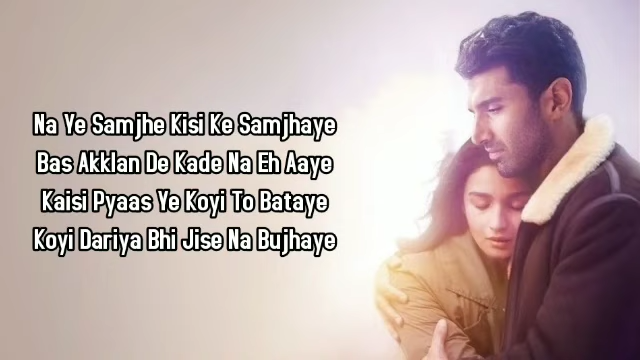 Na Ye Samjhe Kisi Ke Samjhaye
Bas Akklan De Kade Na Eh Aaye
Kaisi Pyaas Ye Koyi To Bataye
Koyi Dariya Bhi Jise Na Bujhaye